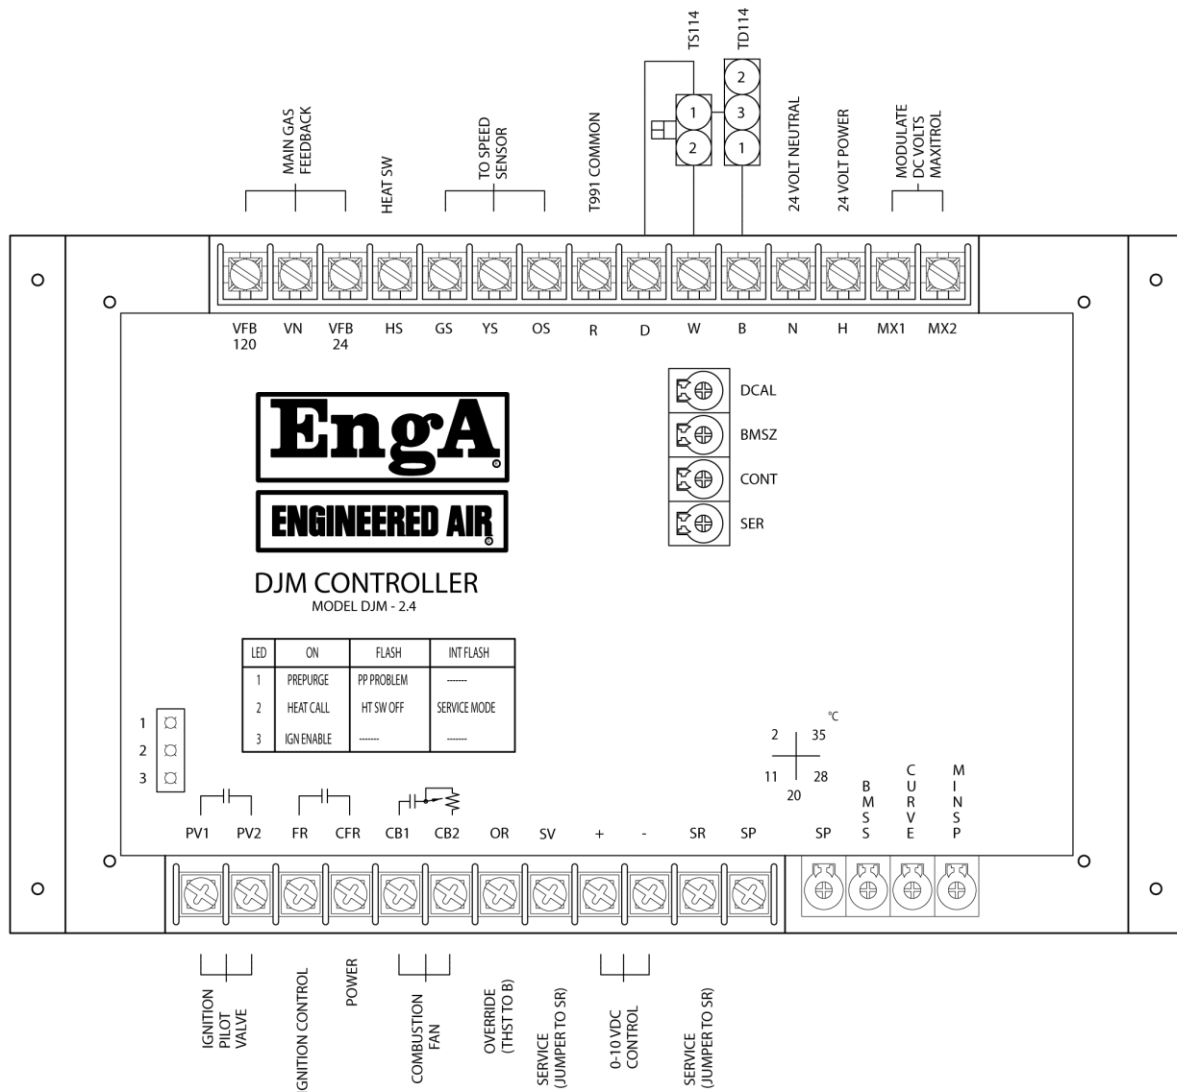 TS114
TD114
2
1
3
2
1
MAIN GAS
FEEDBACK
HEAT SW
TO SPEED
SENSOR
T991 COMMON
24 VOLT NEUTRAL
24 VOLT POWER
MODULATE
DC VOLTS
MAXITROL
VFB VN VFB HS GS YS OS R D W B N H MX1 MX2
120 24
DCAL
BMSZ
CONT
SER
EngA
ENGINEERED AIR
DJM CONTROLLER
MODEL DJM - 2.4
LED ON FLASH INT FLASH
1 PREPURGE PP PROBLEM -------
2 HEAT CALL HT SW OFF SERVICE MODE
3 IGN ENABLE ------- -------
1
2
3
°C
2 35
11 28
20
BMSS
CURVE
MINSP
PV1 PV2 FR CFR CB1 CB2 OR SV + - SR SP SP
IGNITION
PILOT
VALVE
GNITION CONTROL
POWER
COMBUSTION
FAN
OVERRIDE
(THST TO B)
SERVICE
(JUMPER TO SR)
0-10 VDC
CONTROL
SERVICE
(JUMPER TO SR)